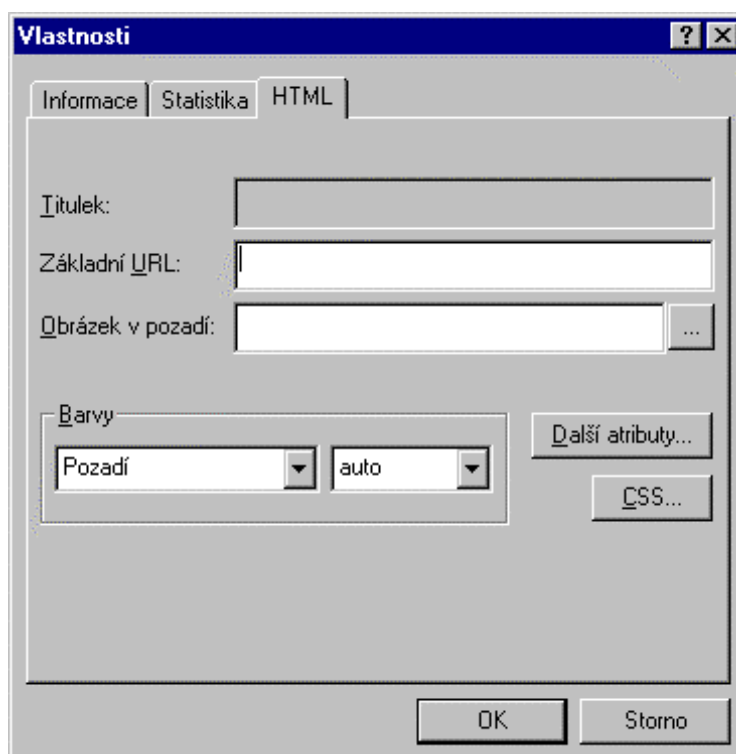 Vlastnosti
Informace Statistika HTML
Titulek:
Základní URL:
Obrázek v pozadí: ...
Barvy
Další atributy...
Pozadí auto
CSS...
OK Storno